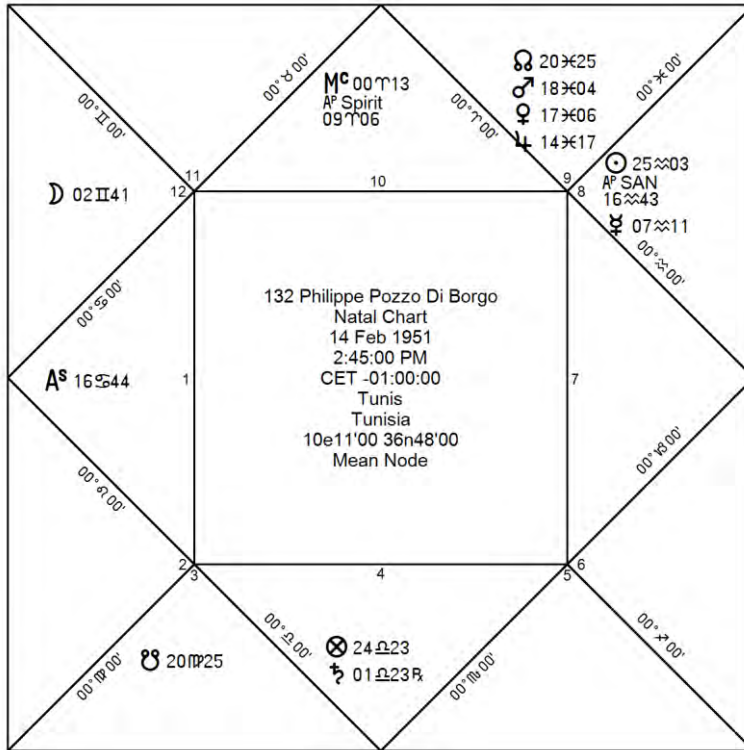 00°♉00'
Mᶜ 00♈13
AP Spirit
09♈06
00°♈00'
☊ 20♓25
♂ 18♓04
♀ 17♓06
♃ 14♓17
00°♓00'
00°♊00'
11
12
10
9
8
☉ 25♒03
AP SAN
16♒43
☿ 07♒11
☽ 02♊41
00°♒00'
00°♋00'
132 Philippe Pozzo Di Borgo
Natal Chart
14 Feb 1951
2:45:00 PM
CET -01:00:00
Tunis
Tunisia
10e11'00 36n48'00
Mean Node
Aˢ 16♋44
1
7
00°♌00'
00°♑00'
2
3
4
5
6
☋ 20♍25
00°♍00'
00°♎00'
⊗ 24♎23
♄ 01♎23℞
00°♏00'
00°♐00'